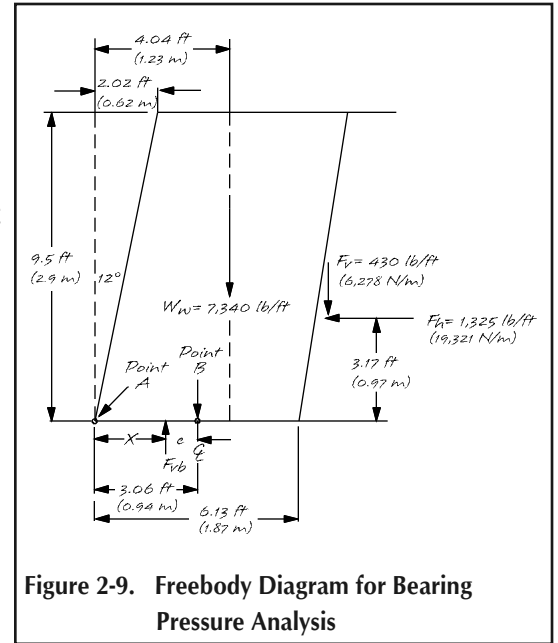 4.04 ft
(1.23 m)
2.02 ft
(0.62 m)
9.5 ft
(2.9 m)
12°
Fv= 430 lb/ft
(6,278 N/m)
Ww= 7,340 lb/ft
Fh= 1,325 lb/ft
(19,321 N/m)
3.17 ft
(0.97 m)
Point
A
Point
B
X
e
℄
Fvb
3.06 ft
(0.94 m)
6.13 ft
(1.87 m)
Figure 2-9. Freebody Diagram for Bearing
Pressure Analysis